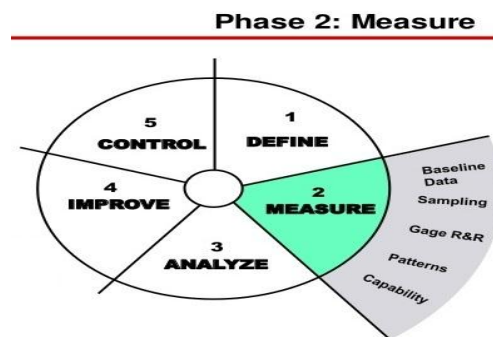 Phase 2: Measure
1
DEFINE
2
MEASURE
3
ANALYZE
4
IMPROVE
5
CONTROL
Baseline
Data
Sampling
Gage R&R
Patterns
Capability